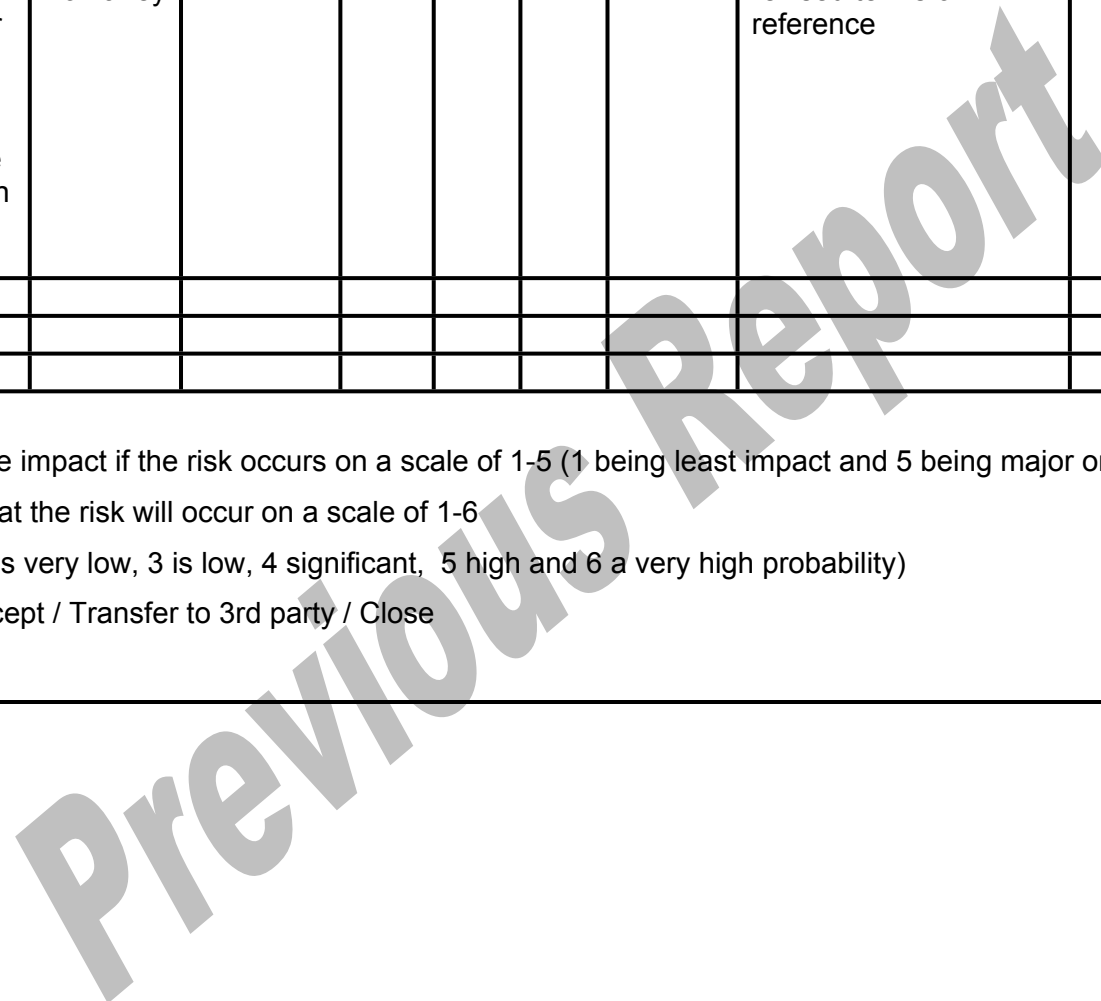 reference
e impact if the risk occurs on a scale of 1-5 (1 being least impact and 5 being major or
at the risk will occur on a scale of 1-6
s very low, 3 is low, 4 significant, 5 high and 6 a very high probability)
cept / Transfer to 3rd party / Close
Previous Report